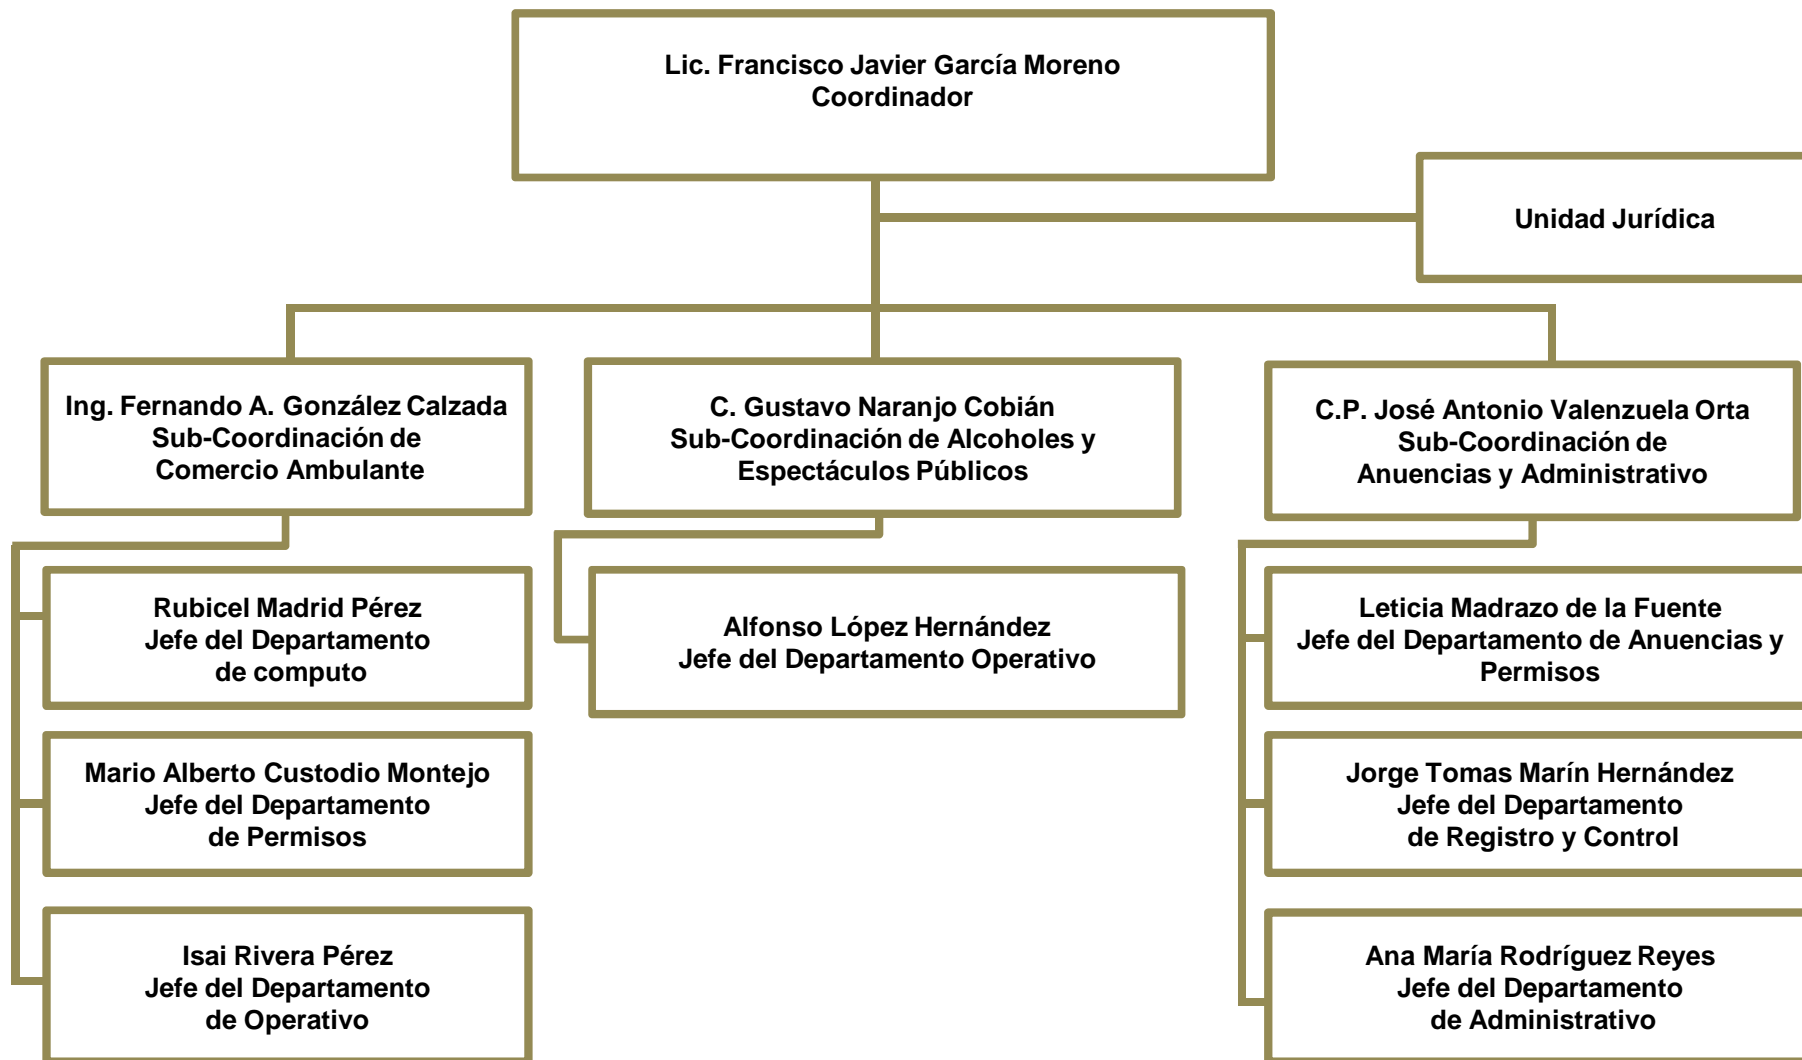 Lic. Francisco Javier García Moreno
Coordinador
Unidad Jurídica
Ing. Fernando A. González Calzada
Sub-Coordinación de
Comercio Ambulante
C. Gustavo Naranjo Cobián
Sub-Coordinación de Alcoholes y
Espectáculos Públicos
C.P. José Antonio Valenzuela Orta
Sub-Coordinación de
Anuencias y Administrativo
Rubicel Madrid Pérez
Jefe del Departamento
de computo
Alfonso López Hernández
Jefe del Departamento Operativo
Leticia Madrazo de la Fuente
Jefe del Departamento de Anuencias y
Permisos
Mario Alberto Custodio Montejo
Jefe del Departamento
de Permisos
Jorge Tomas Marín Hernández
Jefe del Departamento
de Registro y Control
Isai Rivera Pérez
Jefe del Departamento
de Operativo
Ana María Rodríguez Reyes
Jefe del Departamento
de Administrativo